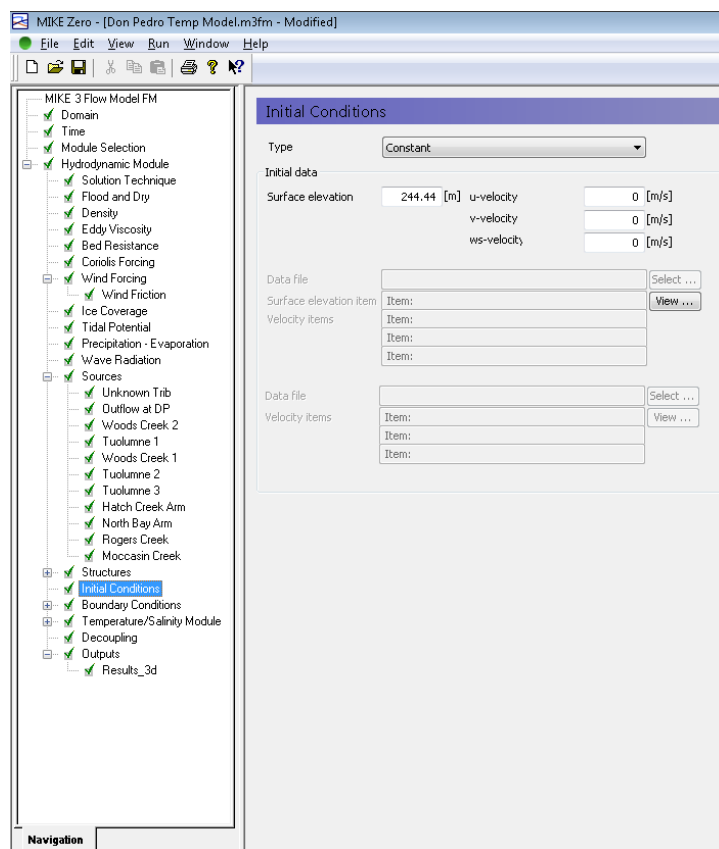 MIKE Zero - [Don Pedro Temp Model.m3fm - Modified]
File Edit View Run Window Help
MIKE 3 Flow Model FM
Domain
Time
Module Selection
Hydrodynamic Module
Solution Technique
Flood and Dry
Density
Eddy Viscosity
Bed Resistance
Coriolis Forcing
Wind Forcing
Wind Friction
Ice Coverage
Tidal Potential
Precipitation - Evaporation
Wave Radiation
Sources
Unknown Trib
Outflow at DP
Woods Creek 2
Tuolumne 1
Woods Creek 1
Tuolumne 2
Tuolumne 3
Hatch Creek Arm
North Bay Arm
Rogers Creek
Moccasin Creek
Structures
Initial Conditions
Boundary Conditions
Temperature/Salinity Module
Decoupling
Outputs
Results_3d
Navigation
Initial Conditions
Type Constant
Initial data
Surface elevation 244.44 [m] u-velocity 0 [m/s]
v-velocity 0 [m/s]
ws-velocity 0 [m/s]
Data file Select ...
Surface elevation item Item: View ...
Velocity items Item:
Item:
Item:
Data file Select ...
Velocity items Item: View ...
Item:
Item: